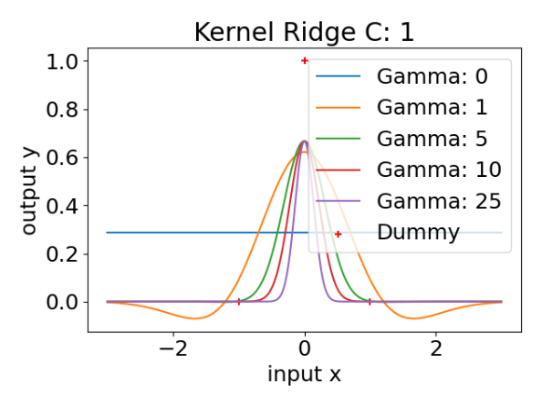 Kernel Ridge C: 1
output y
1.0
0.8
0.6
0.4
0.2
0.0
Gamma: 0
Gamma: 1
Gamma: 5
Gamma: 10
Gamma: 25
Dummy
−2
0
2
input x